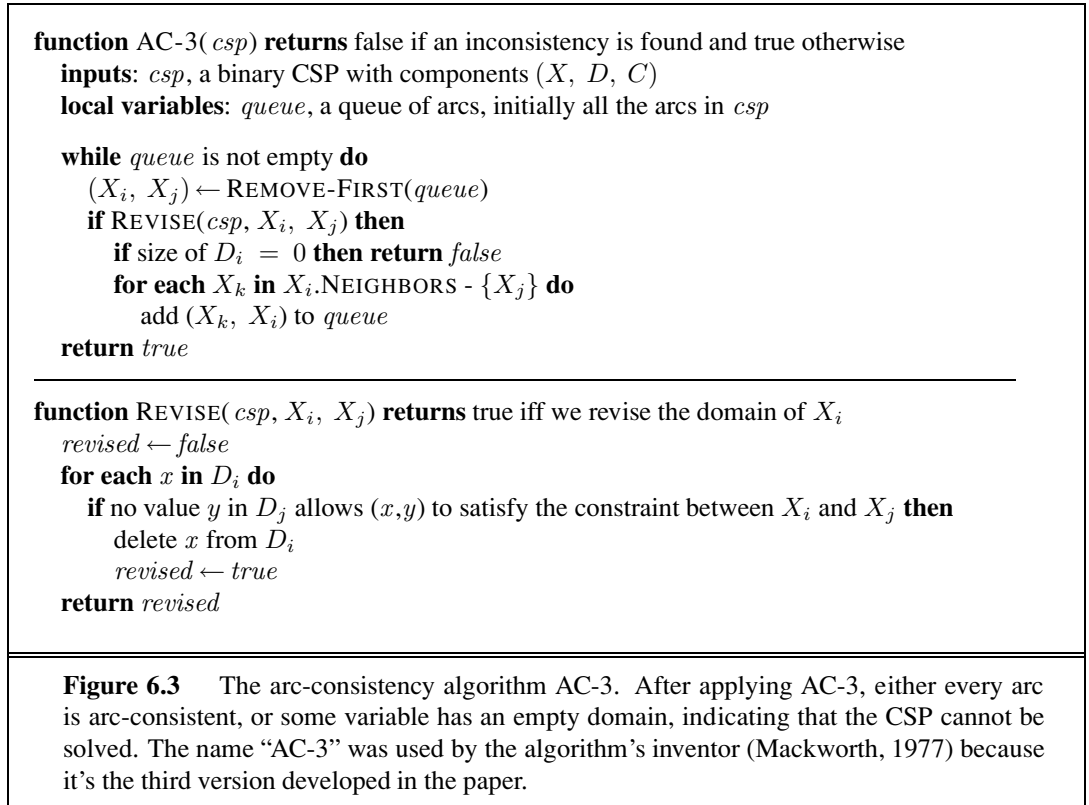 function AC-3(csp) returns false if an inconsistency is found and true otherwise
inputs: csp, a binary CSP with components (X, D, C)
local variables: queue, a queue of arcs, initially all the arcs in csp
while queue is not empty do
(Xᵢ, Xⱼ) ← REMOVE-FIRST(queue)
if REVISE(csp, Xᵢ, Xⱼ) then
if size of Dᵢ = 0 then return false
for each Xₖ in Xᵢ.NEIGHBORS - {Xⱼ} do
add (Xₖ, Xᵢ) to queue
return true
function REVISE(csp, Xᵢ, Xⱼ) returns true iff we revise the domain of Xᵢ
revised ← false
for each x in Dᵢ do
if no value y in Dⱼ allows (x,y) to satisfy the constraint between Xᵢ and Xⱼ then
delete x from Dᵢ
revised ← true
return revised
Figure 6.3 The arc-consistency algorithm AC-3. After applying AC-3, either every arc
is arc-consistent, or some variable has an empty domain, indicating that the CSP cannot be
solved. The name “AC-3” was used by the algorithm’s inventor (Mackworth, 1977) because
it’s the third version developed in the paper.